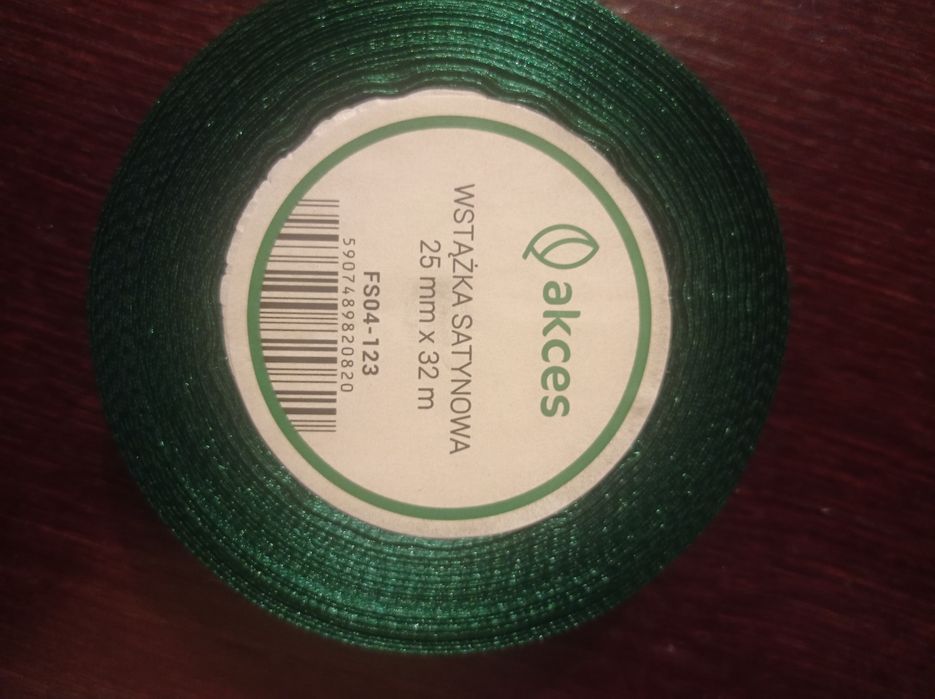 akces
WSTĄŻKA SATYNOWA
25 mm x 32 m
FS04-123
5907489820820